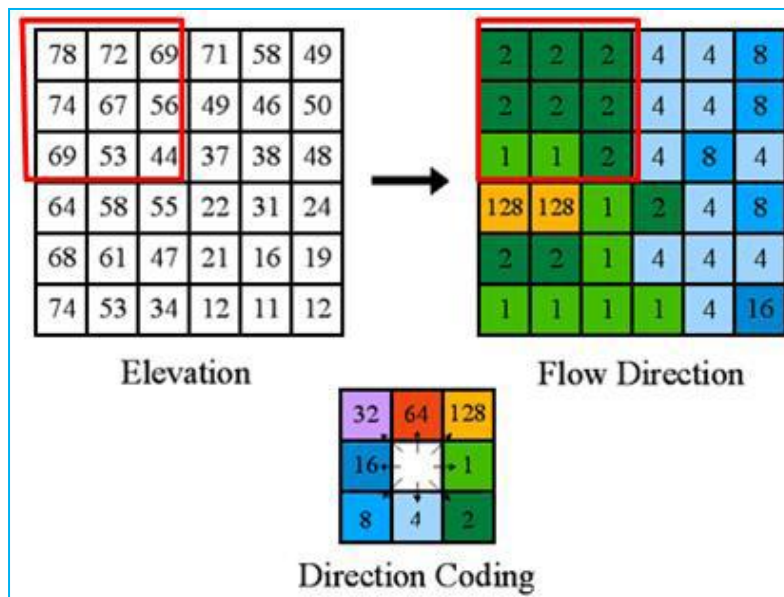 78 72 69 71 58 49
74 67 56 49 46 50
69 53 44 37 38 48
64 58 55 22 31 24
68 61 47 21 16 19
74 53 34 12 11 12
Elevation
2 2 2 4 4 8
2 2 2 4 4 8
1 1 2 4 8 4
128 128 1 2 4 8
2 2 1 4 4 4
1 1 1 1 4 16
Flow Direction
32 64 128
16 1
8 4 2
Direction Coding